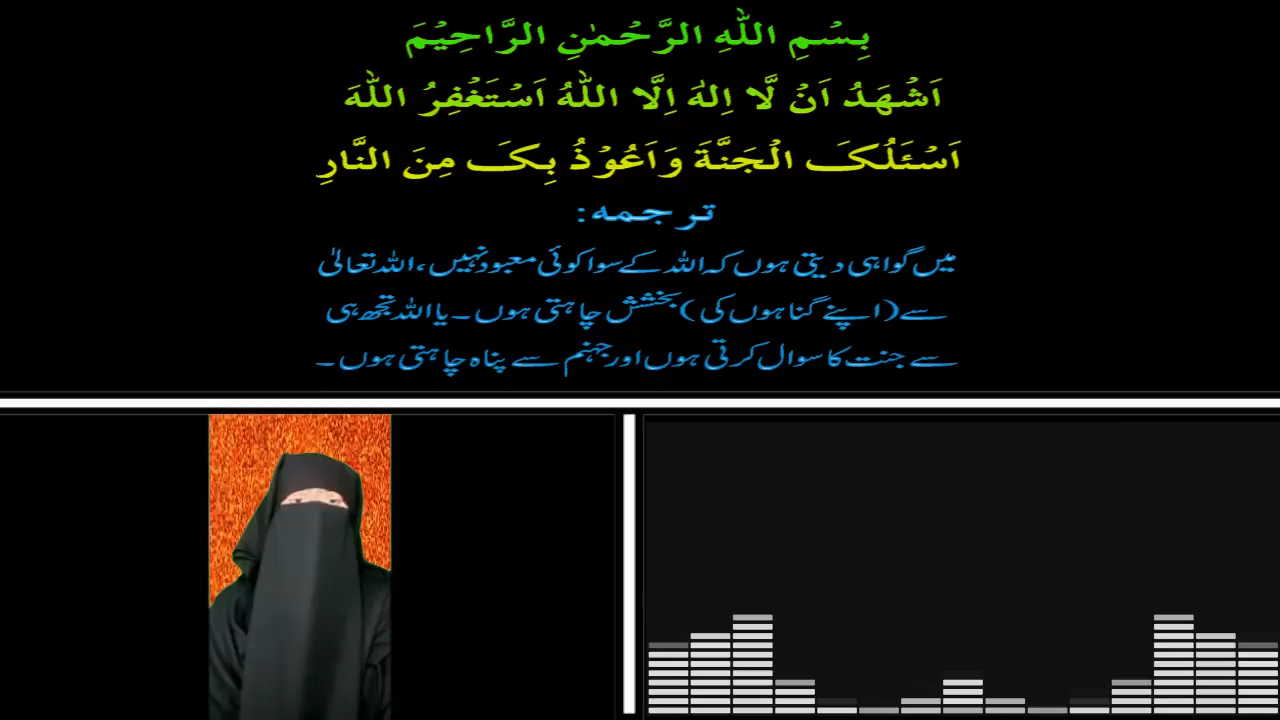 بِسْمِ اللّٰهِ الرَّحْمٰنِ الرَّاحِیْمَ
اَشْهَدُ اَنْ لَّا اِلٰهَ اِلَّا اللّٰهُ اَسْتَغْفِرُ اللّٰهَ
اَسْئَلُکَ الْجَنَّةَ وَاَعُوْذُ بِکَ مِنَ النَّارِ
ترجمه:
میں گواہی دیتی ہوں کہ اللہ کے سوا کوئی معبود نہیں، اللہ تعالیٰ
سے (اپنے گناہوں کی) بخشش چاہتی ہوں۔ یا اللہ تجھ ہی
سے جنت کا سوال کرتی ہوں اور جہنم سے پناہ چاہتی ہوں۔